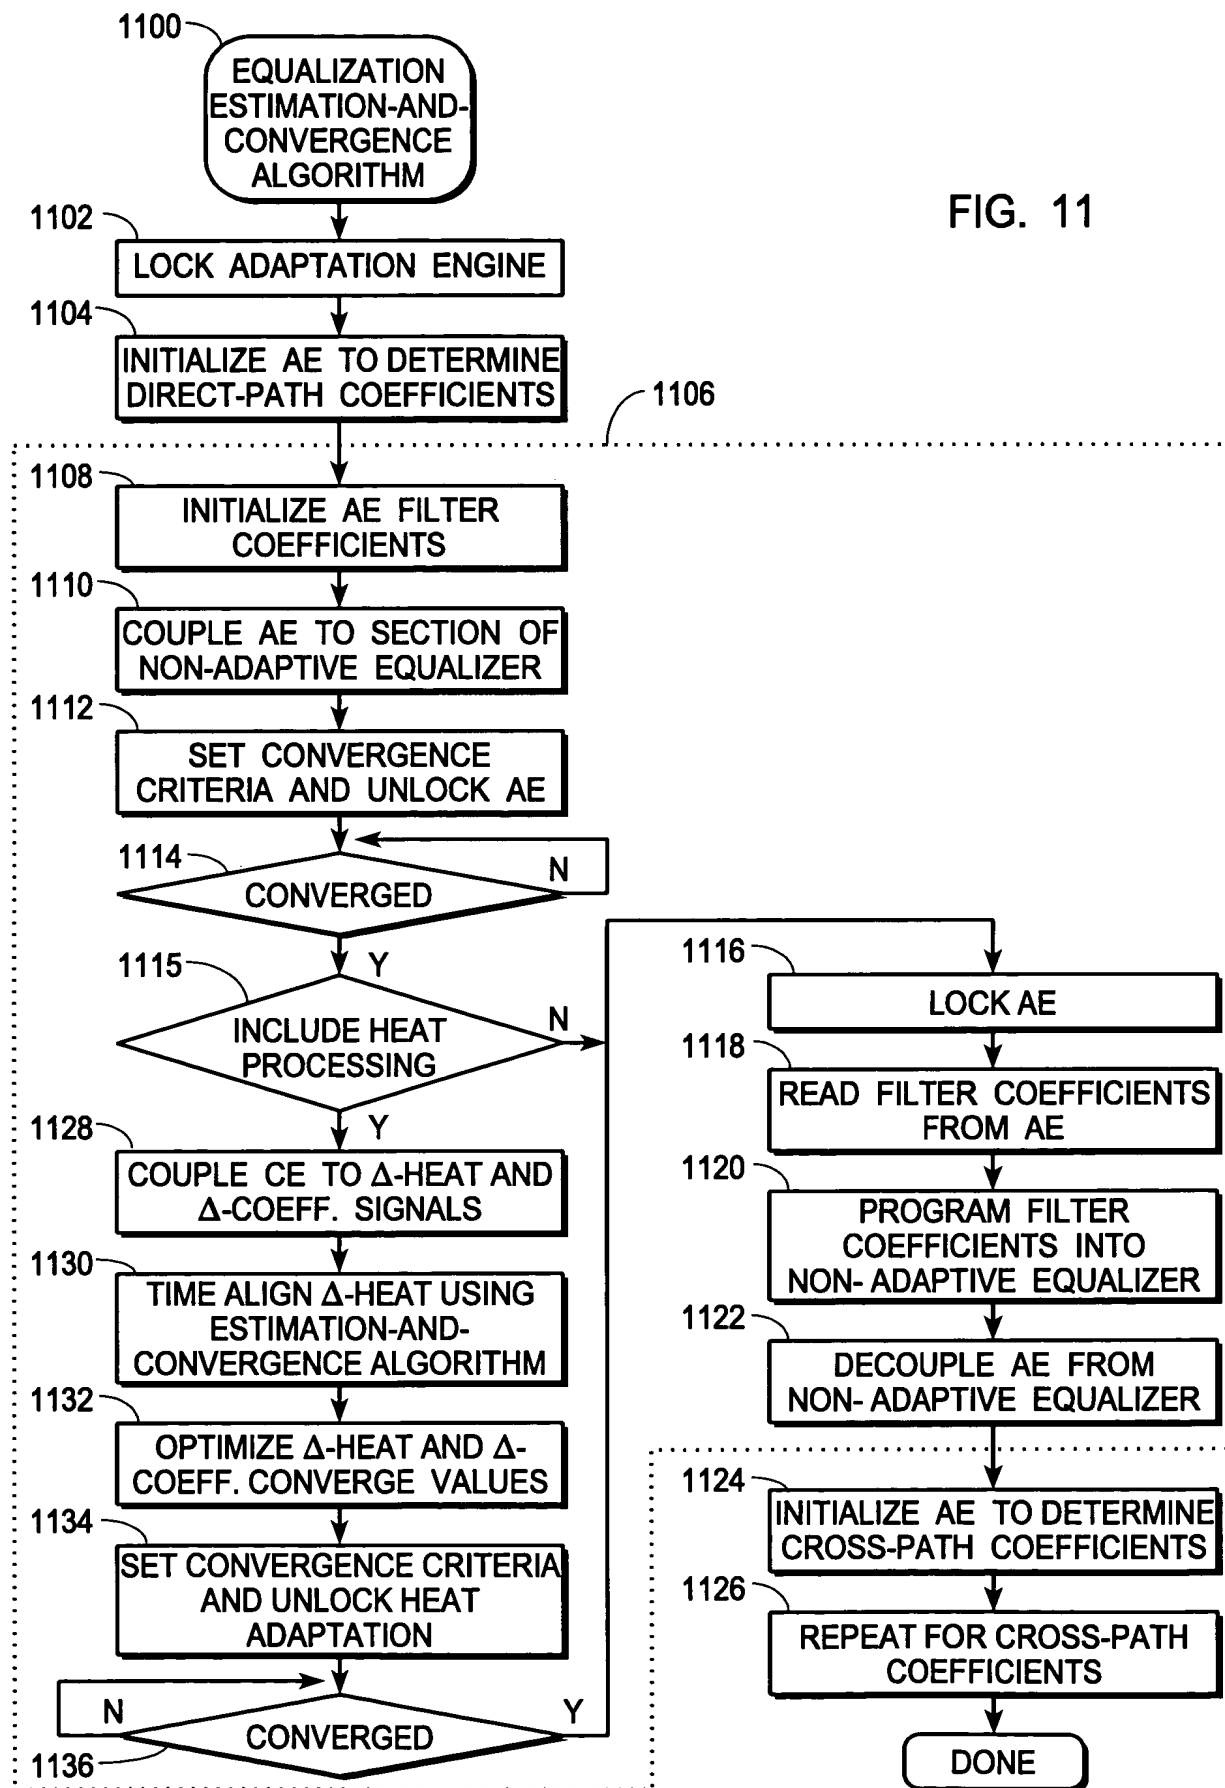 1100
EQUALIZATION
ESTIMATION-AND-
CONVERGENCE
ALGORITHM
FIG. 11
1102
LOCK ADAPTATION ENGINE
1104
INITIALIZE AE TO DETERMINE
DIRECT-PATH COEFFICIENTS
1106
1108
INITIALIZE AE FILTER
COEFFICIENTS
1110
COUPLE AE TO SECTION OF
NON-ADAPTIVE EQUALIZER
1112
SET CONVERGENCE
CRITERIA AND UNLOCK AE
1114
CONVERGED
N
Y
1115
INCLUDE HEAT
PROCESSING
N
Y
1128
COUPLE CE TO Δ-HEAT AND
Δ-COEFF. SIGNALS
1130
TIME ALIGN Δ-HEAT USING
ESTIMATION-AND-
CONVERGENCE ALGORITHM
1132
OPTIMIZE Δ-HEAT AND Δ-
COEFF. CONVERGE VALUES
1134
SET CONVERGENCE CRITERIA
AND UNLOCK HEAT
ADAPTATION
N
CONVERGED
Y
1136
1116
LOCK AE
1118
READ FILTER COEFFICIENTS
FROM AE
1120
PROGRAM FILTER
COEFFICIENTS INTO
NON- ADAPTIVE EQUALIZER
1122
DECOUPLE AE FROM
NON- ADAPTIVE EQUALIZER
1124
INITIALIZE AE TO DETERMINE
CROSS-PATH COEFFICIENTS
1126
REPEAT FOR CROSS-PATH
COEFFICIENTS
DONE